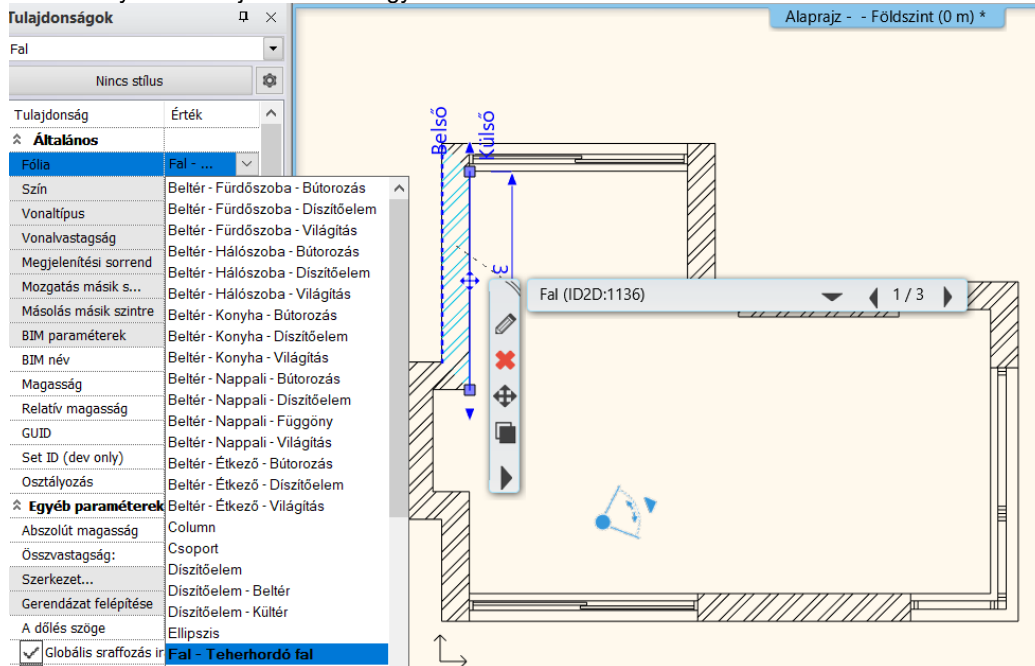 Tulajdonságok
Alaprajz - - Földszint (0 m) *
Fal
Nincs stílus
Tulajdonság Érték
Általános
Fólia Fal - ...
Szín
Vonaltípus
Vonalvastagság
Megjelenítési sorrend
Mozgatás másik s...
Másolás másik szintre
BIM paraméterek
BIM név
Magasság
Relatív magasság
GUID
Set ID (dev only)
Osztályozás
Egyéb paraméterek
Abszolút magasság
Összvastagság:
Szerkezet...
Gerendázat felépítése
A dőlés szöge
Globális sraffozás ir
Beltér - Fürdőszoba - Bútorozás
Beltér - Fürdőszoba - Díszítőelem
Beltér - Fürdőszoba - Világítás
Beltér - Hálószoba - Bútorozás
Beltér - Hálószoba - Díszítőelem
Beltér - Hálószoba - Világítás
Beltér - Konyha - Bútorozás
Beltér - Konyha - Díszítőelem
Beltér - Konyha - Világítás
Beltér - Nappali - Bútorozás
Beltér - Nappali - Díszítőelem
Beltér - Nappali - Függöny
Beltér - Nappali - Világítás
Beltér - Étkező - Bútorozás
Beltér - Étkező - Díszítőelem
Beltér - Étkező - Világítás
Column
Csoport
Díszítőelem
Díszítőelem - Beltér
Díszítőelem - Kültér
Ellipszis
Fal - Teherhordó fal
Belső
Külső
3
Fal (ID2D:1136) 1 / 3